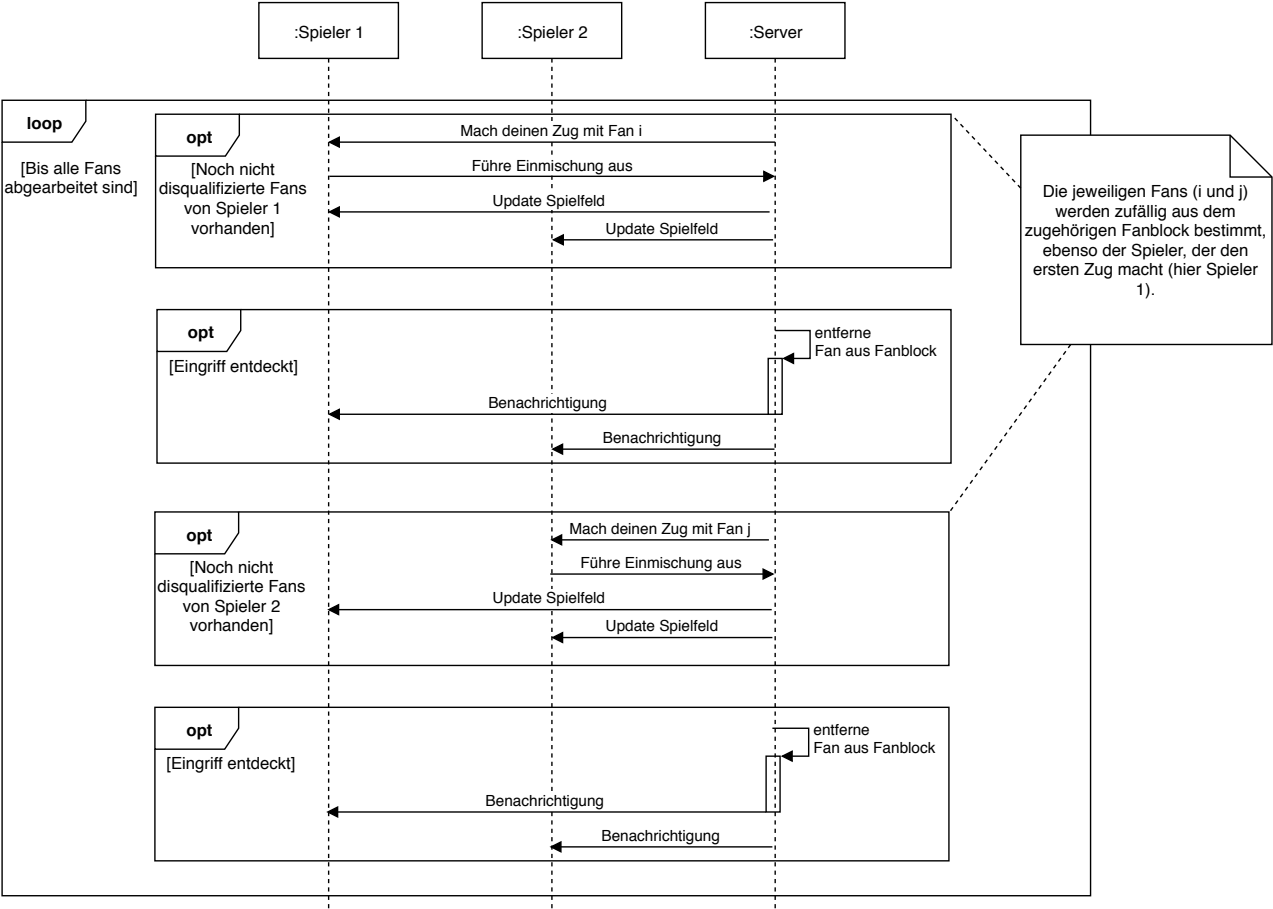 :Spieler 1
:Spieler 2
:Server
loop
[Bis alle Fans
abgearbeitet sind]
opt
[Noch nicht
disqualifizierte Fans
von Spieler 1
vorhanden]
Mach deinen Zug mit Fan i
Führe Einmischung aus
Update Spielfeld
Update Spielfeld
Die jeweiligen Fans (i und j)
werden zufällig aus dem
zugehörigen Fanblock bestimmt,
ebenso der Spieler, der den
ersten Zug macht (hier Spieler
1).
opt
[Eingriff entdeckt]
entferne
Fan aus Fanblock
Benachrichtigung
Benachrichtigung
opt
[Noch nicht
disqualifizierte Fans
von Spieler 2
vorhanden]
Mach deinen Zug mit Fan j
Führe Einmischung aus
Update Spielfeld
Update Spielfeld
opt
[Eingriff entdeckt]
entferne
Fan aus Fanblock
Benachrichtigung
Benachrichtigung